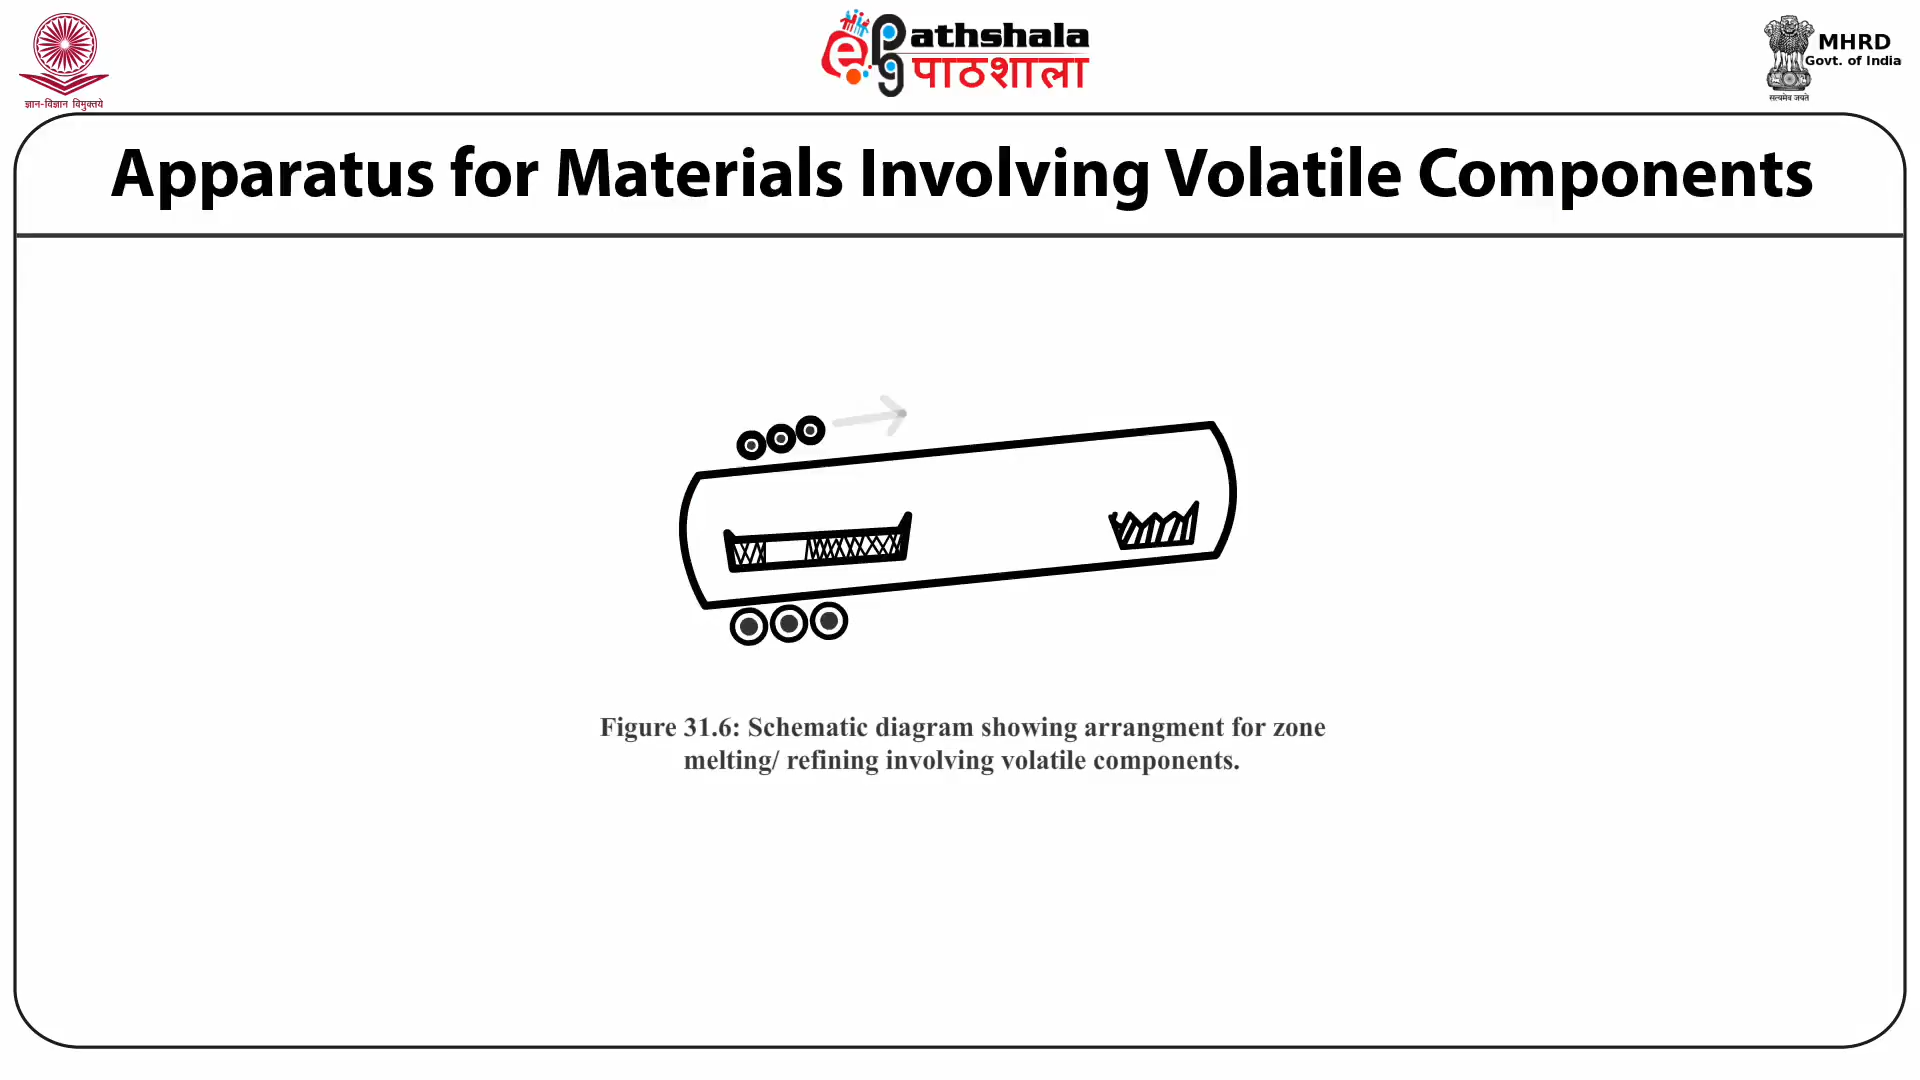 ज्ञान-विज्ञान विमुक्तये
ePathshala
पाठशाला
MHRD
Govt. of India
सत्यमेव जयते
Apparatus for Materials Involving Volatile Components
Figure 31.6: Schematic diagram showing arrangment for zone
melting/ refining involving volatile components.